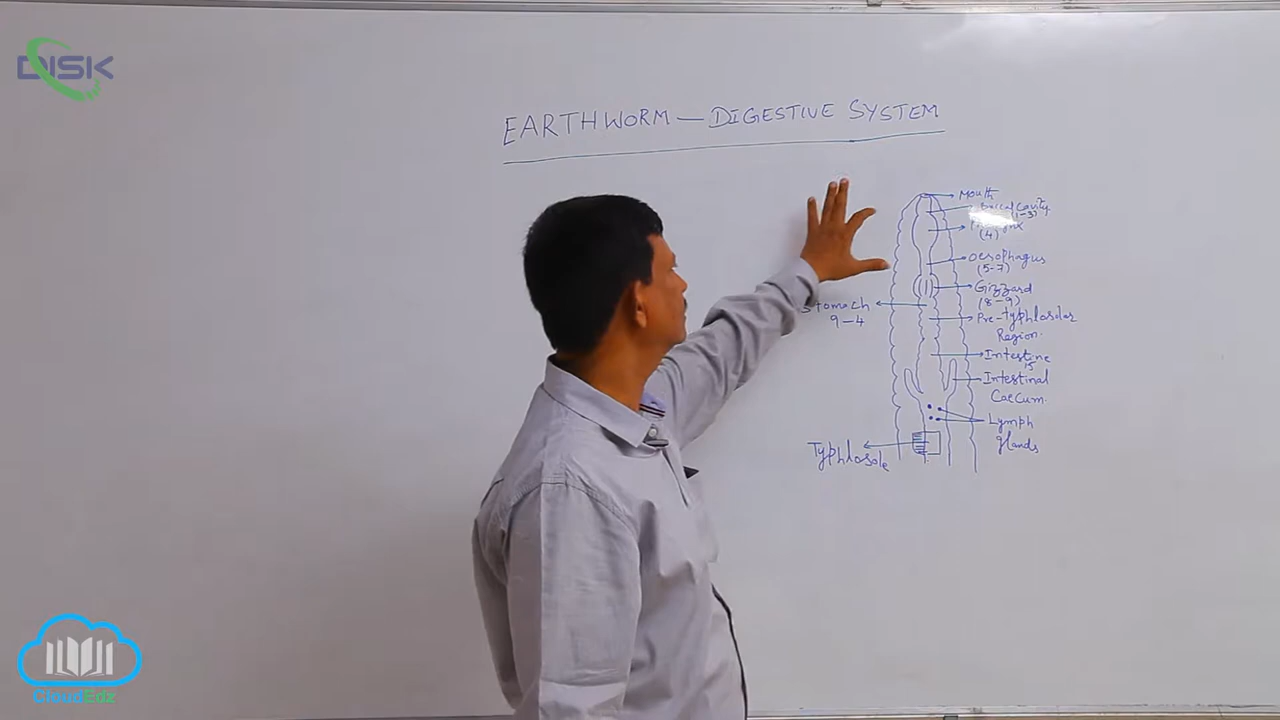 DISK
EARTHWORM — DIGESTIVE SYSTEM
Mouth
Buccal cavity
(1-3)
Pharynx
(4)
Oesophagus
(5-7)
Gizzard
(8-9)
Stomach
9-4
Pre-typhlosolar
Region.
Intestine
15
Intestinal
Caecum.
Lymph
glands
Typhlosole
CloudEdz